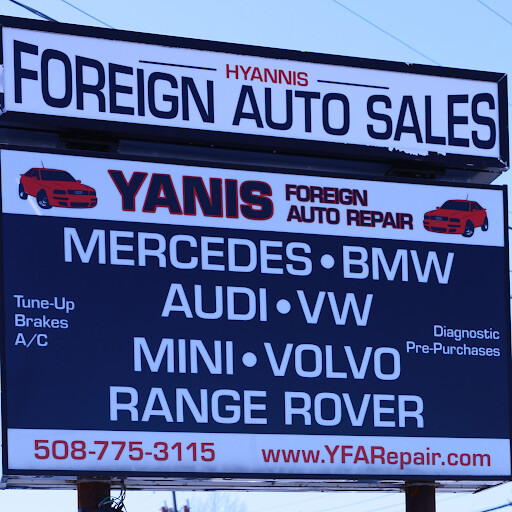 HYANNIS
FOREIGN AUTO SALES
YANIS FOREIGN AUTO REPAIR
MERCEDES • BMW
AUDI • VW
MINI • VOLVO
RANGE ROVER
Tune-Up
Brakes
A/C
Diagnostic
Pre-Purchases
508-775-3115
www.YFARepair.com